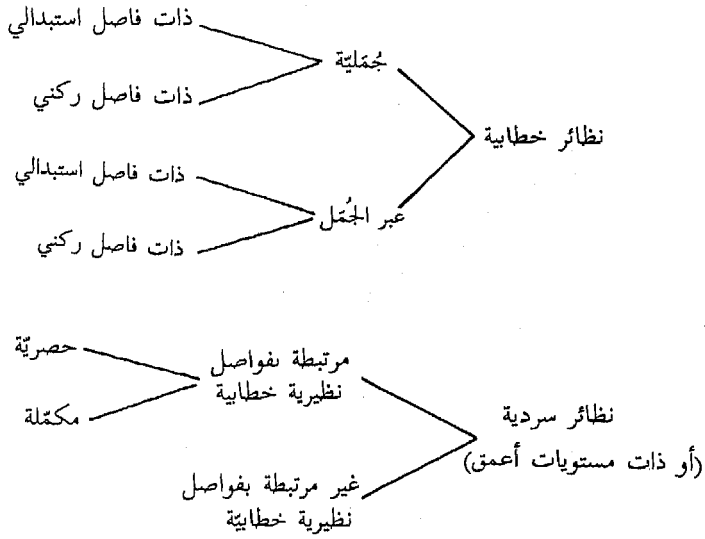 نظائر خطابية
جُمَليّة
ذات فاصل استبدالي
ذات فاصل ركني
عبر الجُمَل
ذات فاصل استبدالي
ذات فاصل ركني
نظائر سردية
(أو ذات مستويات أعمق)
مرتبطة بفواصل
نظيرية خطابية
حصريّة
مكمّلة
غير مرتبطة بفواصل
نظيرية خطابيّة